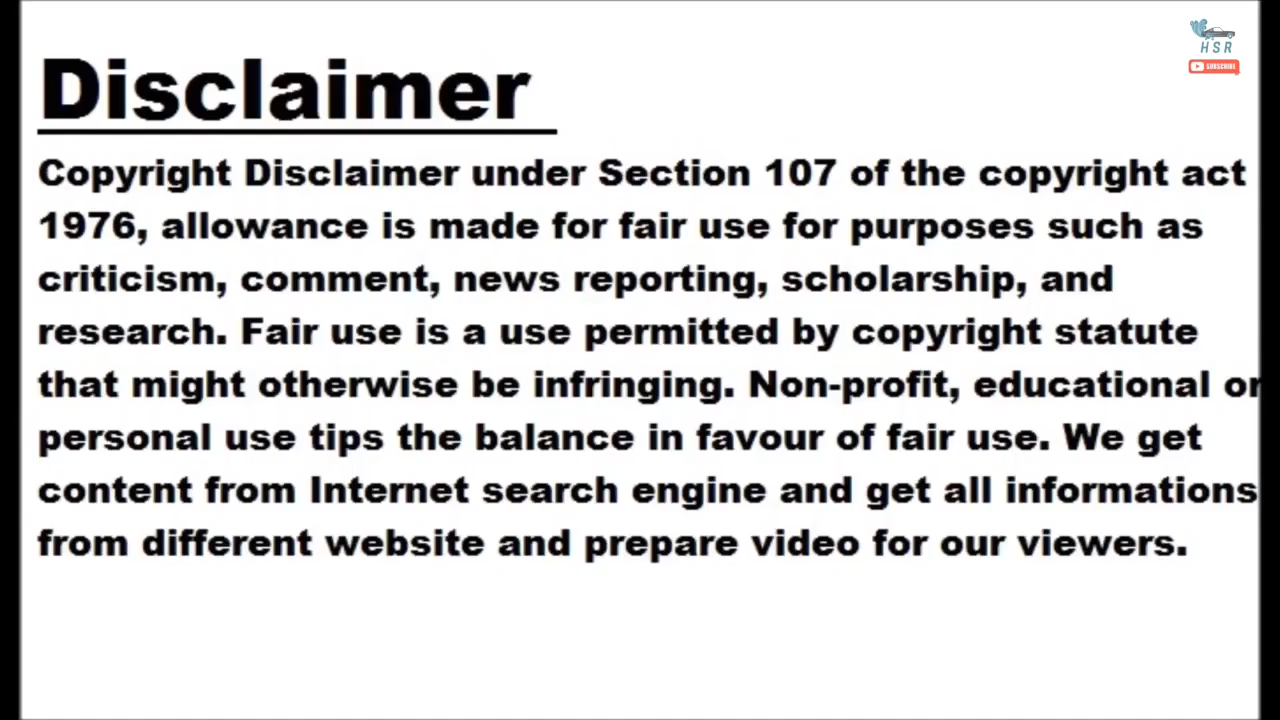 HSR
SUBSCRIBE
Disclaimer
Copyright Disclaimer under Section 107 of the copyright act
1976, allowance is made for fair use for purposes such as
criticism, comment, news reporting, scholarship, and
research. Fair use is a use permitted by copyright statute
that might otherwise be infringing. Non-profit, educational or
personal use tips the balance in favour of fair use. We get
content from Internet search engine and get all informations
from different website and prepare video for our viewers.